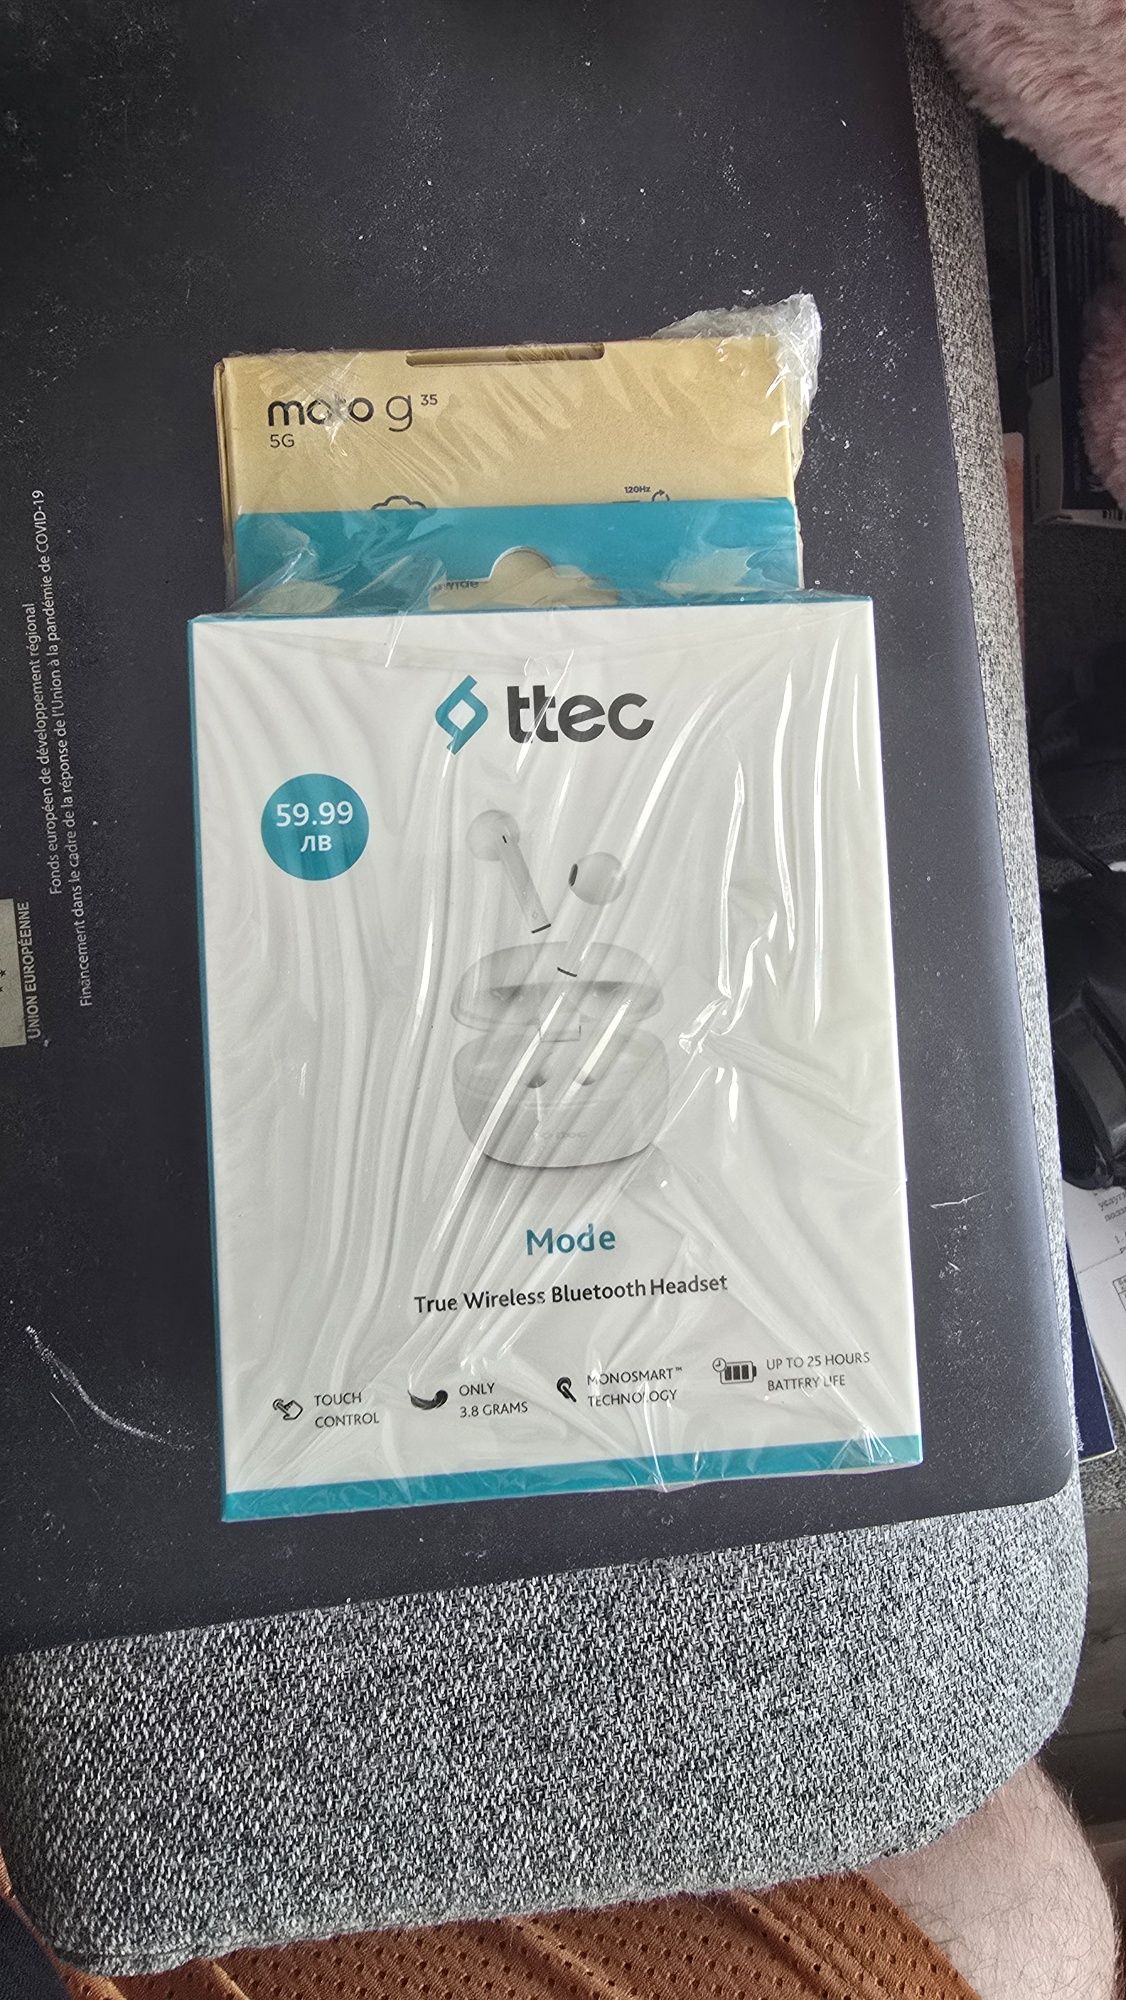 moto g 35
5G
120Hz
ttec
59.99
ЛВ
Mode
True Wireless Bluetooth Headset
TOUCH
CONTROL
ONLY
3.8 GRAMS
MONOSMART™
TECHNOLOGY
UP TO 25 HOURS
BATTERY LIFE
UNION EUROPÉENNE
Fonds européen de développement régional
Financement dans le cadre de la réponse de l'Union à la pandémie de COVID-19